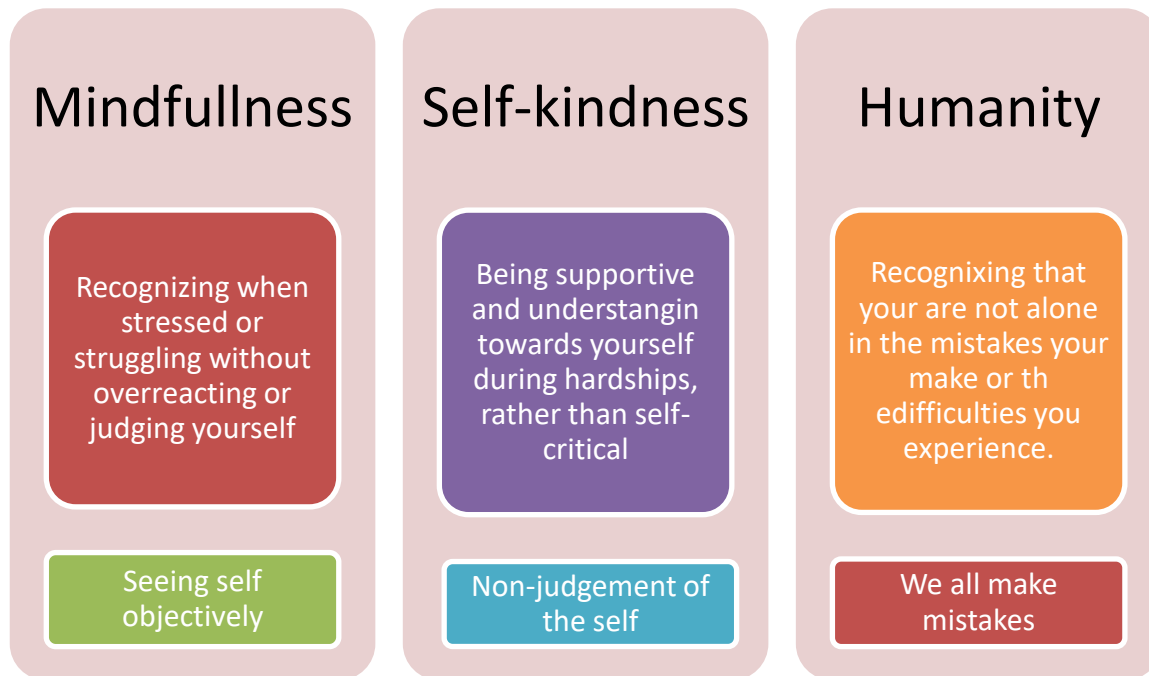 Mindfullness
Recognizing when
stressed or
struggling without
overreacting or
judging yourself
Seeing self
objectively
Self-kindness
Being supportive
and understangin
towards yourself
during hardships,
rather than self-
critical
Non-judgement of
the self
Humanity
Recognixing that
your are not alone
in the mistakes your
make or th
edifficulties you
experience.
We all make
mistakes